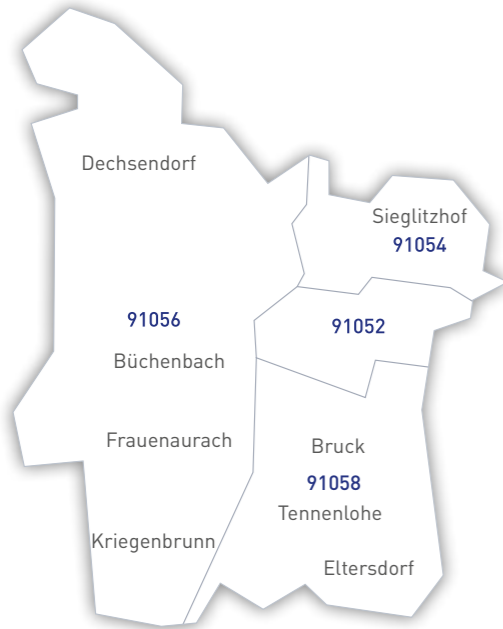 Dechsendorf
Sieglitzhof
91054
91056
91052
Büchenbach
Frauenaurach
Bruck
91058
Tennenlohe
Kriegenbrunn
Eltersdorf